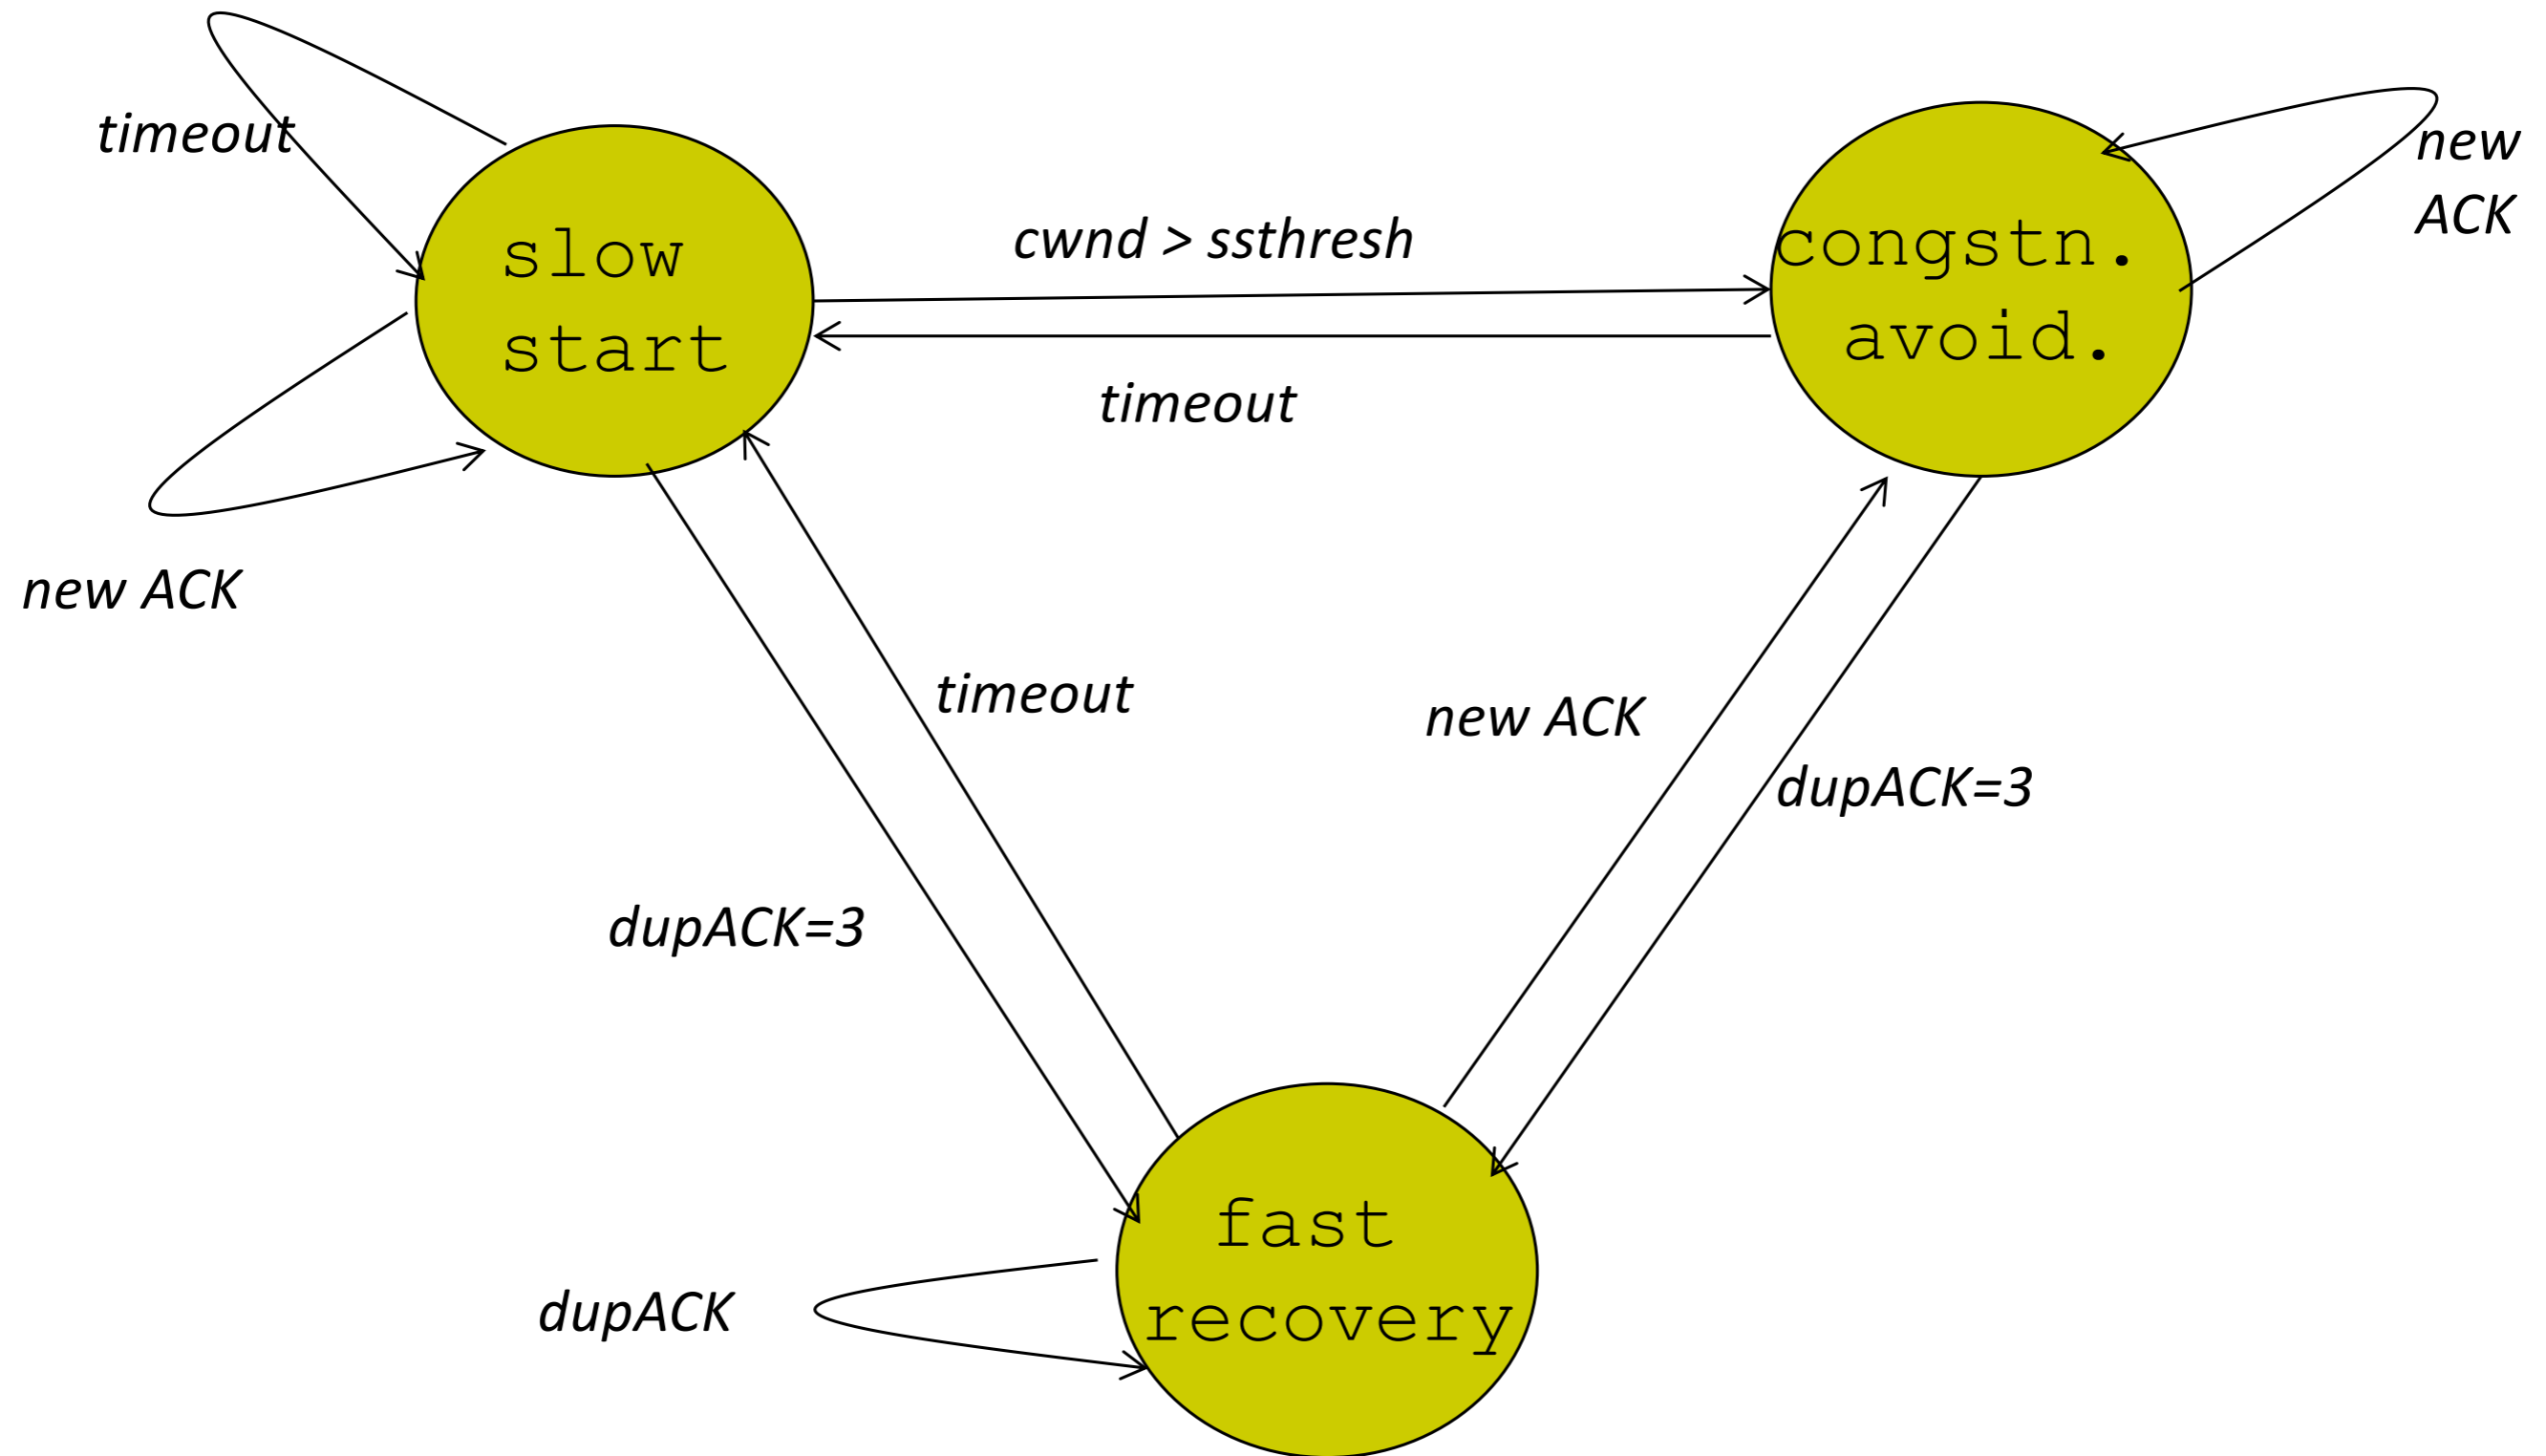 timeout
slow
start
new ACK
cwnd > ssthresh
timeout
congstn.
avoid.
new
ACK
timeout
dupACK=3
new ACK
dupACK=3
dupACK
fast
recovery